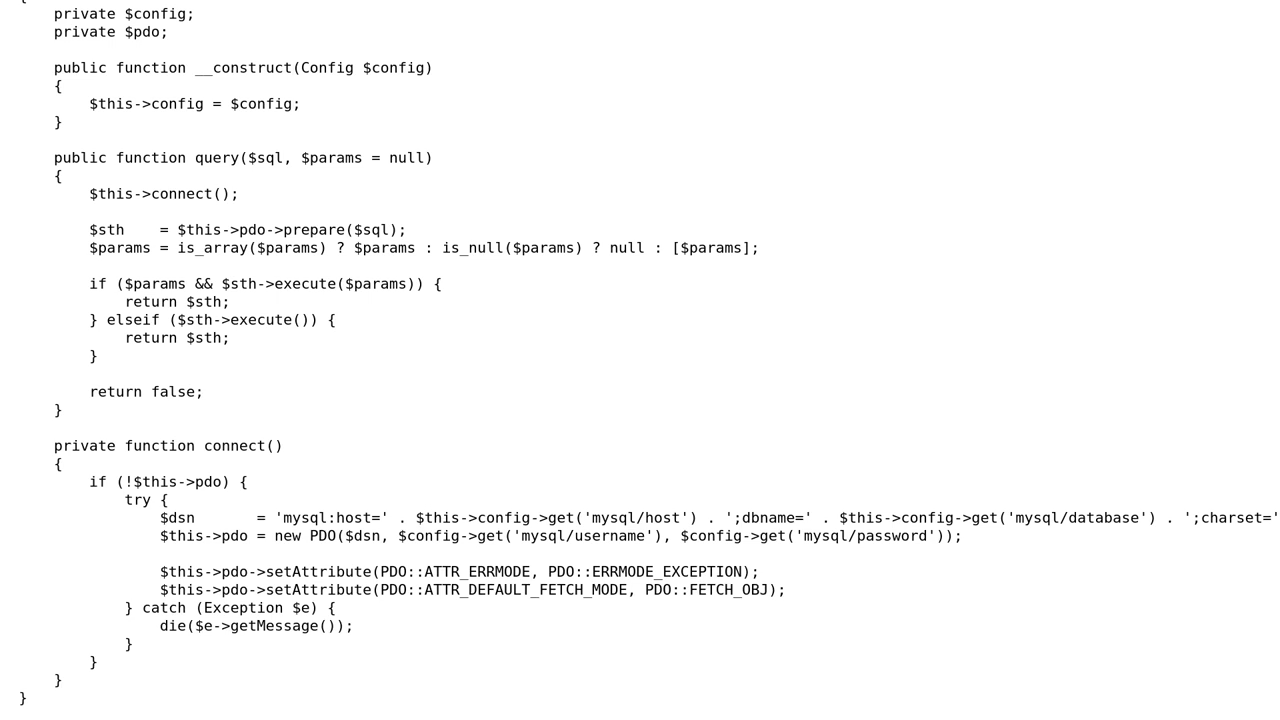 {
    private $config;
    private $pdo;

    public function __construct(Config $config)
    {
        $this->config = $config;
    }

    public function query($sql, $params = null)
    {
        $this->connect();

        $sth    = $this->pdo->prepare($sql);
        $params = is_array($params) ? $params : is_null($params) ? null : [$params];

        if ($params && $sth->execute($params)) {
            return $sth;
        } elseif ($sth->execute()) {
            return $sth;
        }

        return false;
    }

    private function connect()
    {
        if (!$this->pdo) {
            try {
                $dsn       = 'mysql:host=' . $this->config->get('mysql/host') . ';dbname=' . $this->config->get('mysql/database') . ';charset='
                $this->pdo = new PDO($dsn, $config->get('mysql/username'), $config->get('mysql/password'));

                $this->pdo->setAttribute(PDO::ATTR_ERRMODE, PDO::ERRMODE_EXCEPTION);
                $this->pdo->setAttribute(PDO::ATTR_DEFAULT_FETCH_MODE, PDO::FETCH_OBJ);
            } catch (Exception $e) {
                die($e->getMessage());
            }
        }
    }
}